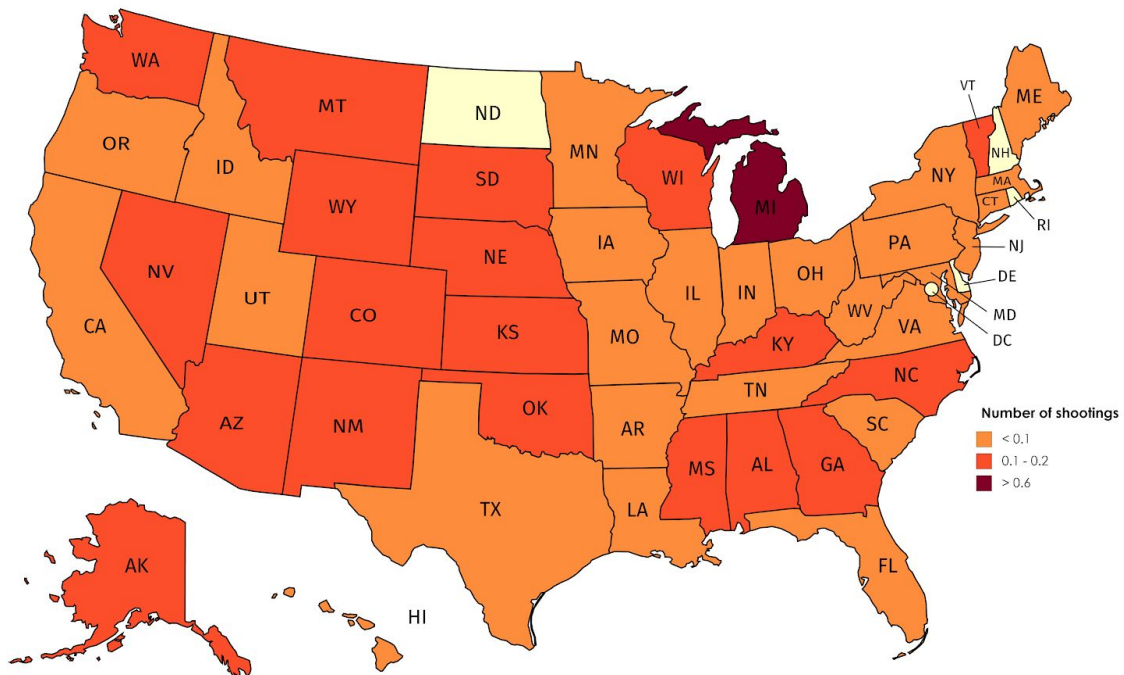 WA
MT
ND
VT
ME
OR
ID
MN
NH
SD
WI
NY
MA
WY
CT
RI
MI
IA
PA
NJ
NE
NV
OH
UT
IL
IN
DE
CO
WV
MD
CA
KS
MO
VA
KY
DC
NC
TN
OK
AZ
NM
AR
SC
Number of shootings
< 0.1
MS
AL
GA
0.1 - 0.2
> 0.6
TX
LA
AK
FL
HI